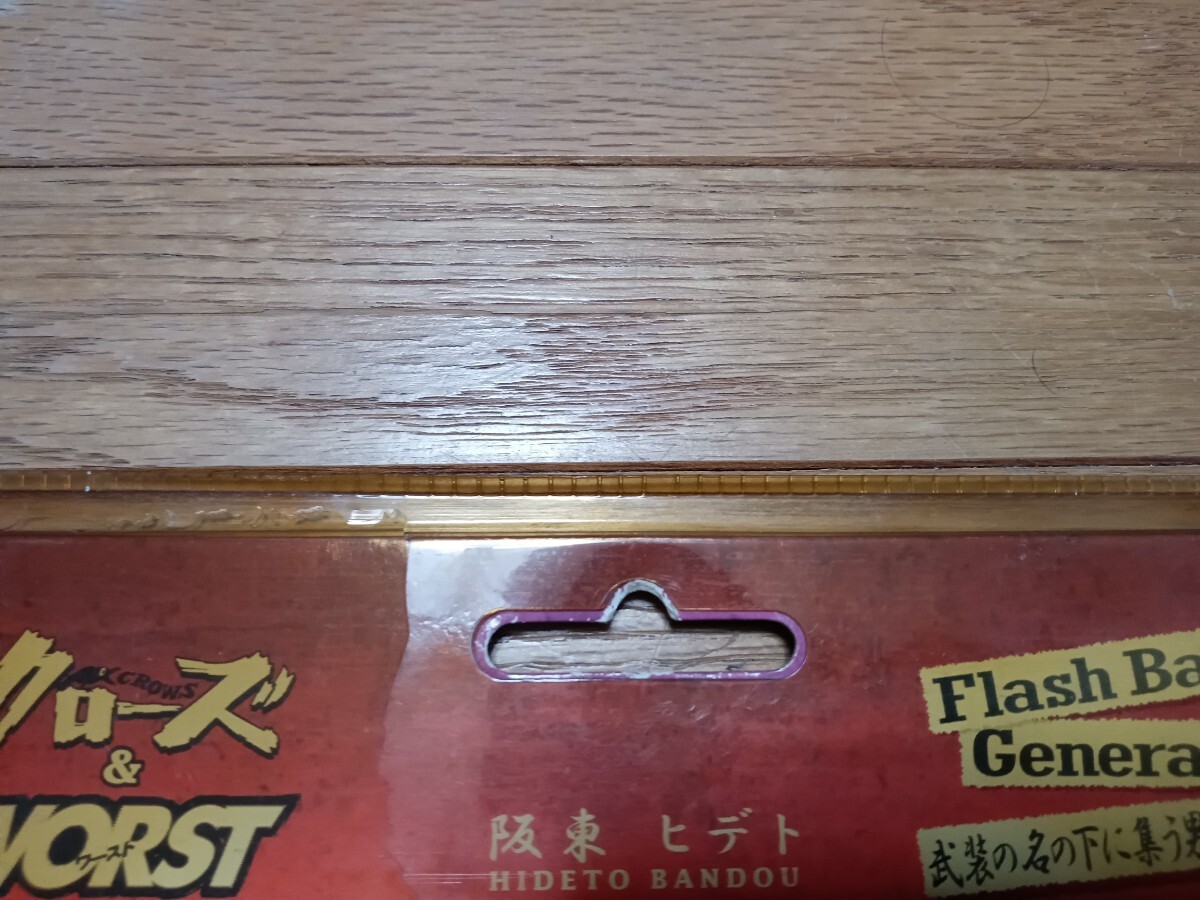 クローズ
CROWS
&
WORST
ワースト
阪東 ヒデト
HIDETO BANDOU
Flash Ba
Genera
武装の名の下に集う男